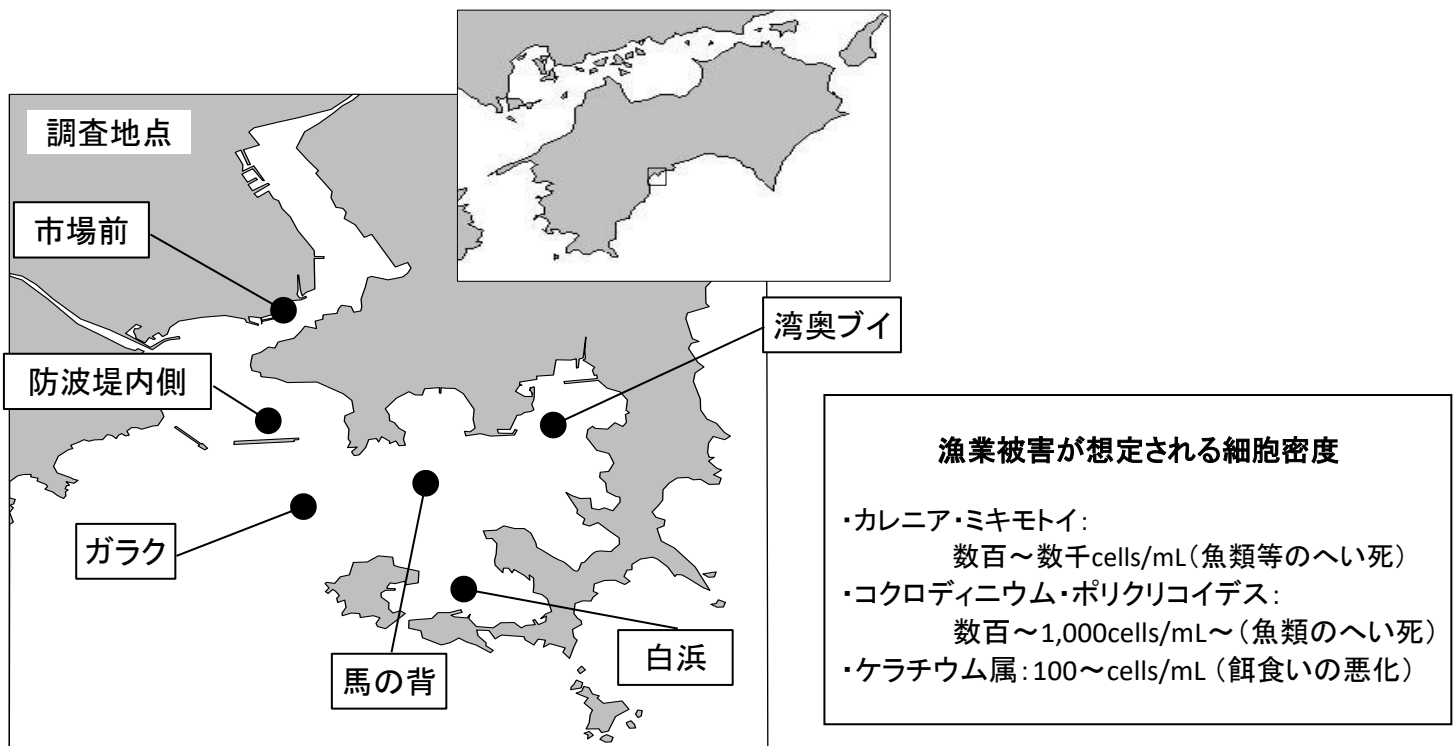 調査地点
市場前
湾奥ブイ
防波堤内側
ガラク
馬の背
白浜
漁業被害が想定される細胞密度
・カレニア・ミキモトイ:
数百～数千cells/mL(魚類等のへい死)
・コクロディニウム・ポリクリコイデス:
数百～1,000cells/mL～(魚類のへい死)
・ケラチウム属:100～cells/mL (餌食いの悪化)